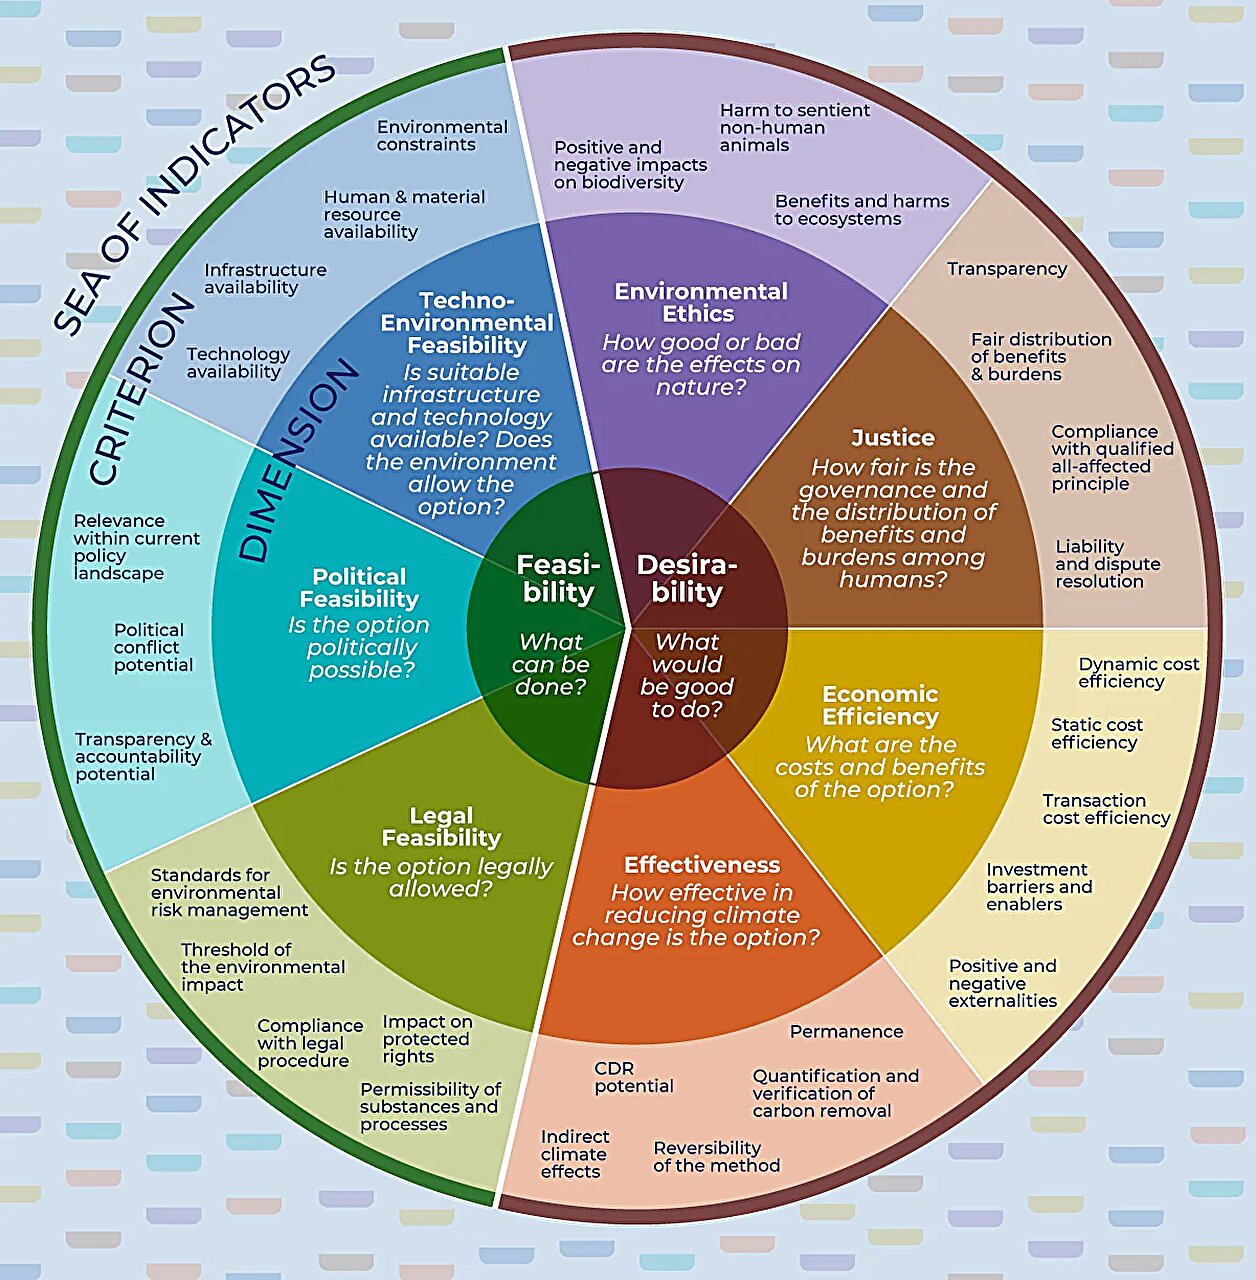 SEA OF INDICATORS
CRITERION
DIMENSION
Environmental
constraints
Human & material
resource
availability
Infrastructure
availability
Technology
availability
Techno-
Environmental
Feasibility
Is suitable
infrastructure
and technology
available? Does
the environment
allow the
option?
Positive and
negative impacts
on biodiversity
Harm to sentient
non-human
animals
Benefits and harms
to ecosystems
Environmental
Ethics
How good or bad
are the effects on
nature?
Transparency
Fair distribution
of benefits
& burdens
Compliance
with qualified
all-affected
principle
Liability
and dispute
resolution
Justice
How fair is the
governance and
the distribution of
benefits and
burdens among
humans?
Relevance
within current
policy
landscape
Political
conflict
potential
Transparency &
accountability
potential
Political
Feasibility
Is the option
politically
possible?
Feasi-
bility
What
can be
done?
Desira-
bility
What
would
be good
to do?
Economic
Efficiency
What are the
costs and benefits
of the option?
Dynamic cost
efficiency
Static cost
efficiency
Transaction
cost efficiency
Investment
barriers and
enablers
Positive and
negative
externalities
Legal
Feasibility
Is the option legally
allowed?
Standards for
environmental
risk management
Threshold of
the environmental
impact
Compliance
with legal
procedure
Impact on
protected
rights
Permissibility of
substances and
processes
Effectiveness
How effective in
reducing climate
change is the option?
Permanence
CDR
potential
Quantification and
verification of
carbon removal
Indirect
climate
effects
Reversibility
of the method